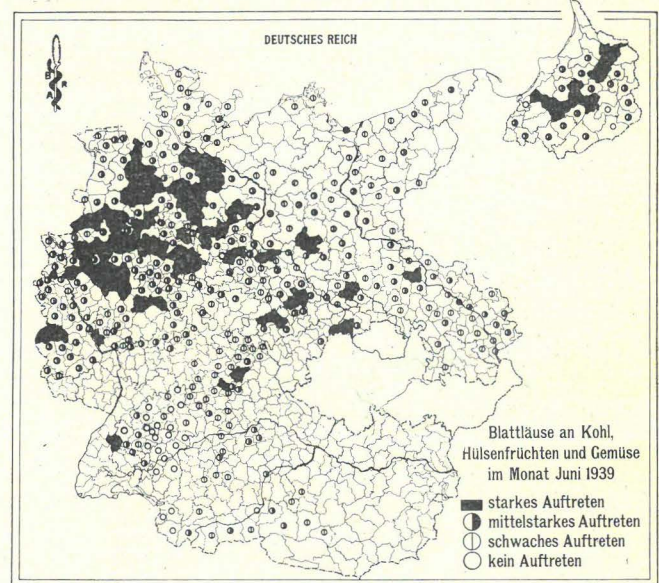 DEUTSCHES REICH
Blattläuse an Kohl,
Hülsenfrüchten und Gemüse
im Monat Juni 1939
starkes Auftreten
mittelstarkes Auftreten
schwaches Auftreten
kein Auftreten